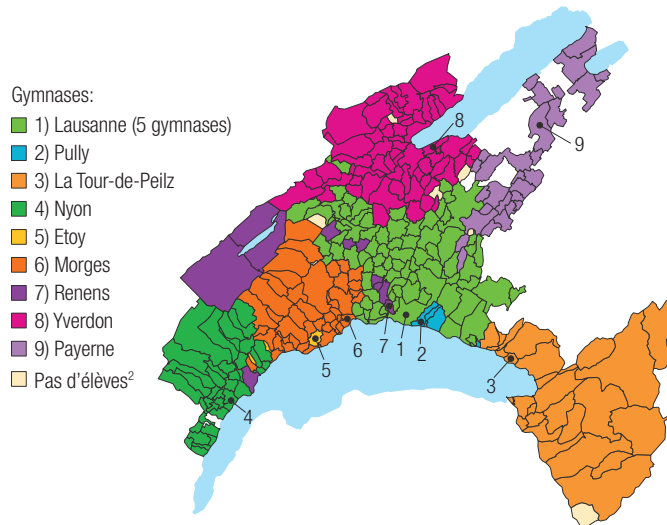 Gymnases:
1) Lausanne (5 gymnases)
2) Pully
3) La Tour-de-Peilz
4) Nyon
5) Etoy
6) Morges
7) Renens
8) Yverdon
9) Payerne
Pas d'élèves²
8
9
5
6
7
1
2
3
4